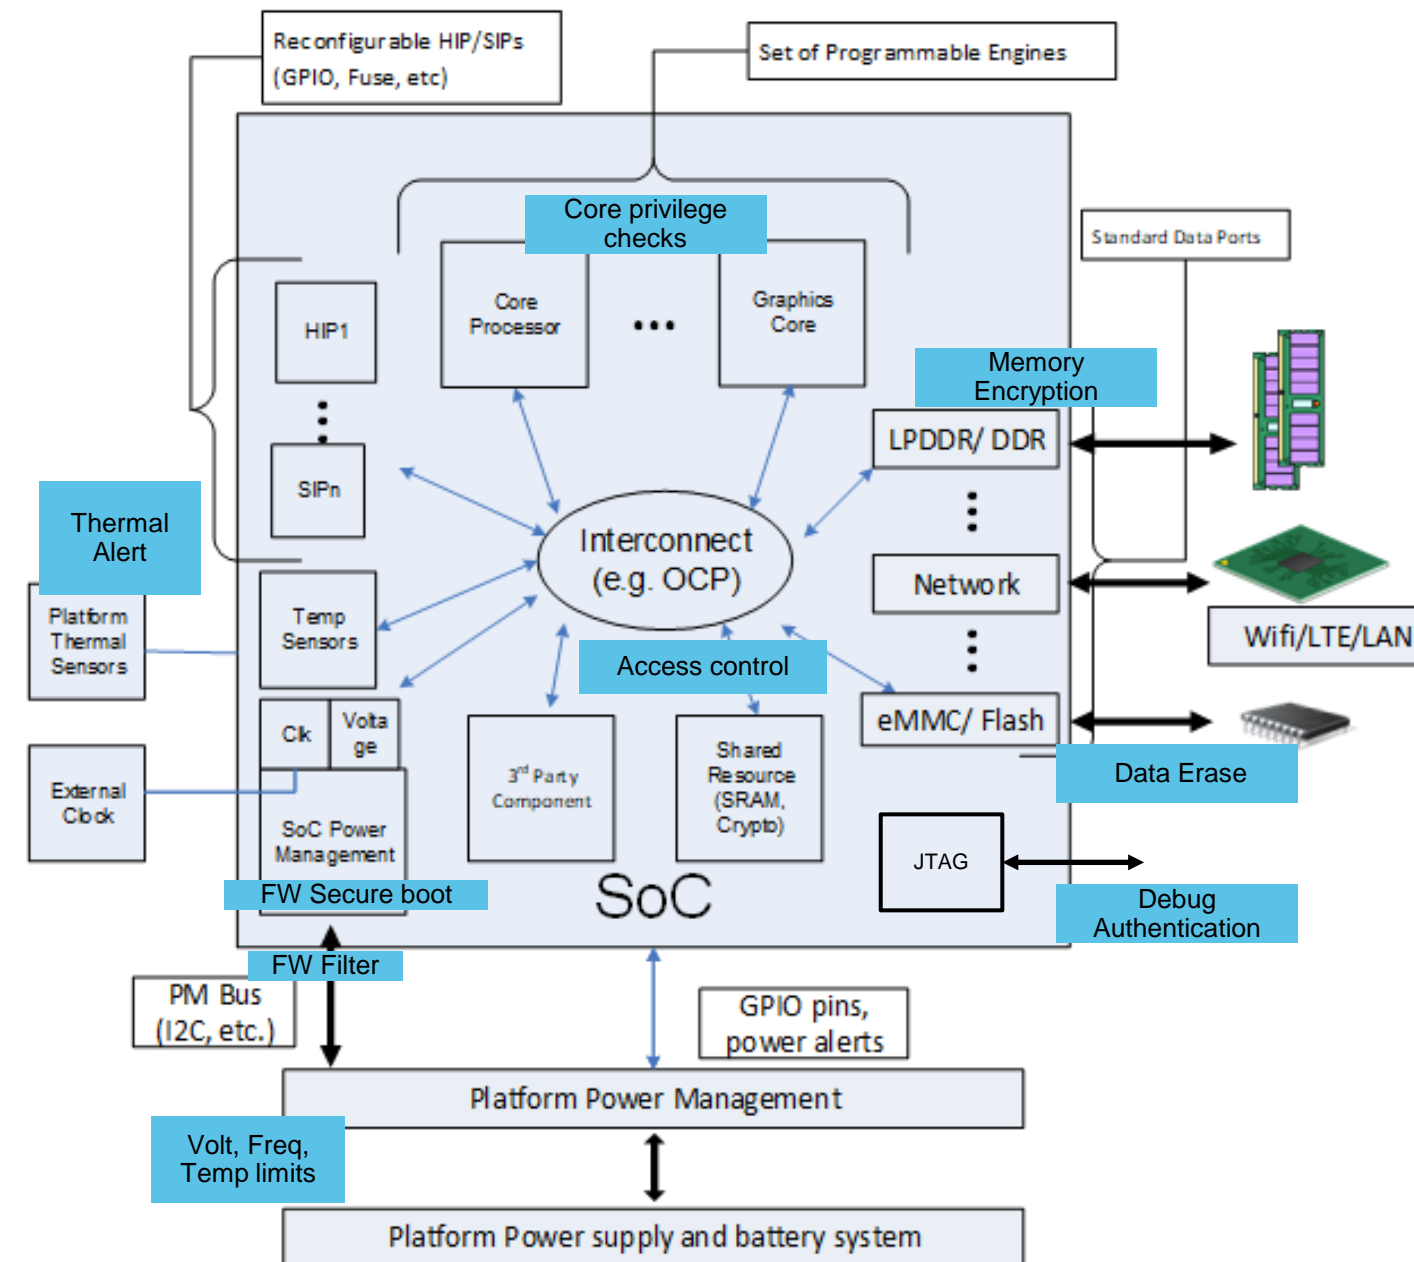 Reconfigurable HIP/SIPs
(GPIO, Fuse, etc)
Set of Programmable Engines
Core privilege
checks
Standard Data Ports
Core
Processor
Graphics
Core
HIP1
Memory
Encryption
LPDDR/ DDR
SIPn
Thermal
Alert
Interconnect
(e.g. OCP)
Network
Platform
Thermal
Sensors
Temp
Sensors
Wifi/LTE/LAN
Access control
Clk
Volta
ge
eMMC/ Flash
External
Clock
3rd Party
Component
Shared
Resource
(SRAM,
Crypto)
Data Erase
SoC Power
Management
JTAG
FW Secure boot
SoC
Debug
Authentication
FW Filter
PM Bus
(I2C, etc.)
GPIO pins,
power alerts
Platform Power Management
Volt, Freq,
Temp limits
Platform Power supply and battery system